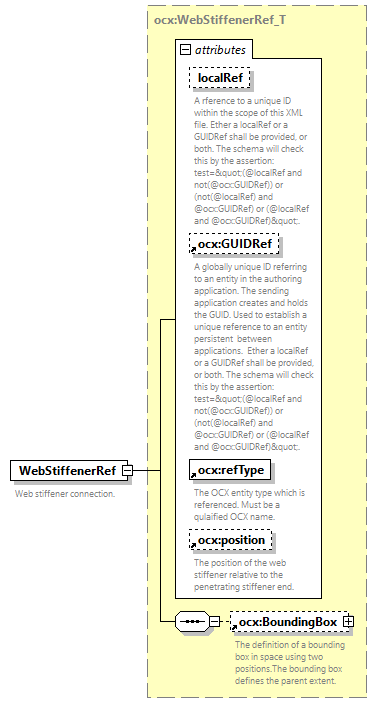 ocx:WebStiffenerRef_T
attributes
localRef
A rference to a unique ID
within the scope of this XML
file. Ether a localRef or a
GUIDRef shall be provided, or
both. The schema will check
this by the assertion:
test=&quot;(@localRef and
not(@ocx:GUIDRef)) or
(not(@localRef) and
@ocx:GUIDRef) or (@localRef
and @ocx:GUIDRef)&quot;.
ocx:GUIDRef
A globally unique ID referring
to an entity in the authoring
application. The sending
application creates and holds
the GUID. Used to establish a
unique reference to an entity
persistent  between
applications,  Ether a localRef
or a GUIDRef shall be provided,
or both. The schema will check
this by the assertion:
test=&quot;(@localRef and
not(@ocx:GUIDRef)) or
(not(@localRef) and
@ocx:GUIDRef) or (@localRef
and @ocx:GUIDRef)&quot;.
WebStiffenerRef
Web stiffener connection.
ocx:refType
The OCX entity type which is
referenced. Must be a
qulaified OCX name.
ocx:position
The position of the web
stiffener relative to the
penetrating stiffener end.
ocx:BoundingBox
The definition of a bounding
box in space using two
positions.The bounding box
defines the parent extent.